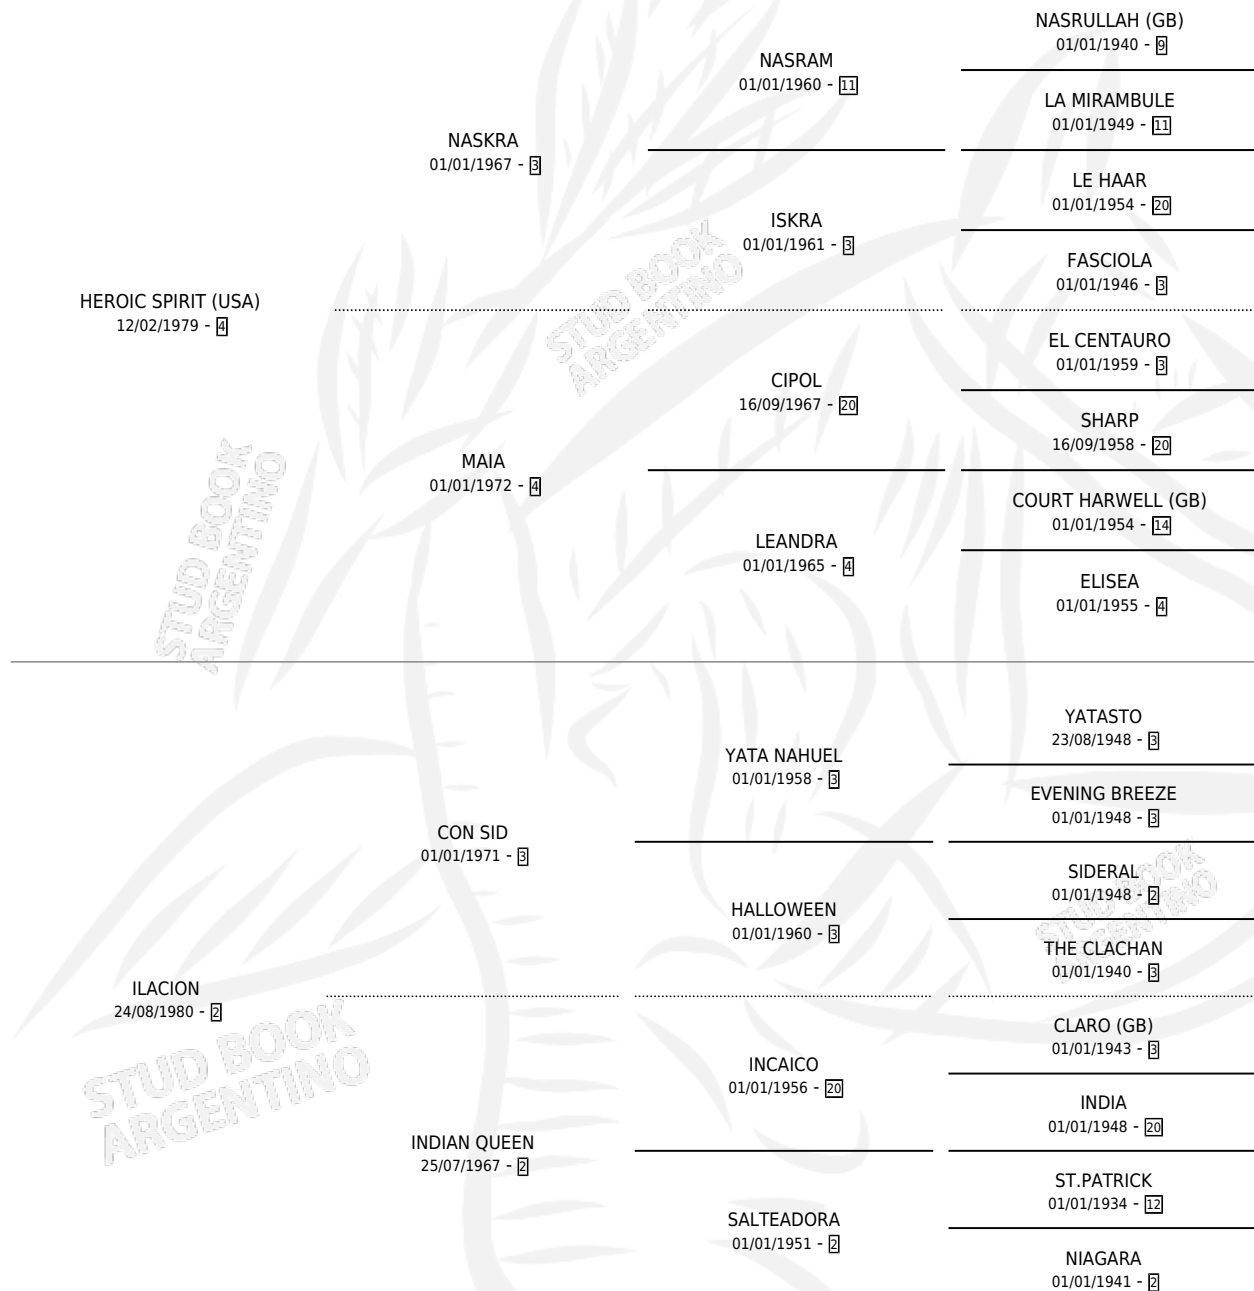 NASRULLAH (GB)
01/01/1940 - 9
NASRAM
01/01/1960 - 11
LA MIRAMBULE
01/01/1949 - 11
NASKRA
01/01/1967 - 3
LE HAAR
01/01/1954 - 20
ISKRA
01/01/1961 - 3
FASCIOLA
01/01/1946 - 3
HEROIC SPIRIT (USA)
12/02/1979 - 4
EL CENTAURO
01/01/1959 - 3
CIPOL
16/09/1967 - 20
SHARP
16/09/1958 - 20
MAIA
01/01/1972 - 4
COURT HARWELL (GB)
01/01/1954 - 14
LEANDRA
01/01/1965 - 4
ELISEA
01/01/1955 - 4
STUD BOOK
ARGENTINO
STUD BOOK
ARGENTINO
YATASTO
23/08/1948 - 3
YATA NAHUEL
01/01/1958 - 3
EVENING BREEZE
01/01/1948 - 3
CON SID
01/01/1971 - 3
SIDERAL
01/01/1948 - 2
HALLOWEEN
01/01/1960 - 3
THE CLACHAN
01/01/1940 - 3
ILACION
24/08/1980 - 2
CLARO (GB)
01/01/1943 - 3
INCAICO
01/01/1956 - 20
INDIA
01/01/1948 - 20
INDIAN QUEEN
25/07/1967 - 2
ST.PATRICK
01/01/1934 - 12
SALTEADORA
01/01/1951 - 2
NIAGARA
01/01/1941 - 2
STUD BOOK
ARGENTINO
STUD BOOK
ARGENTINO